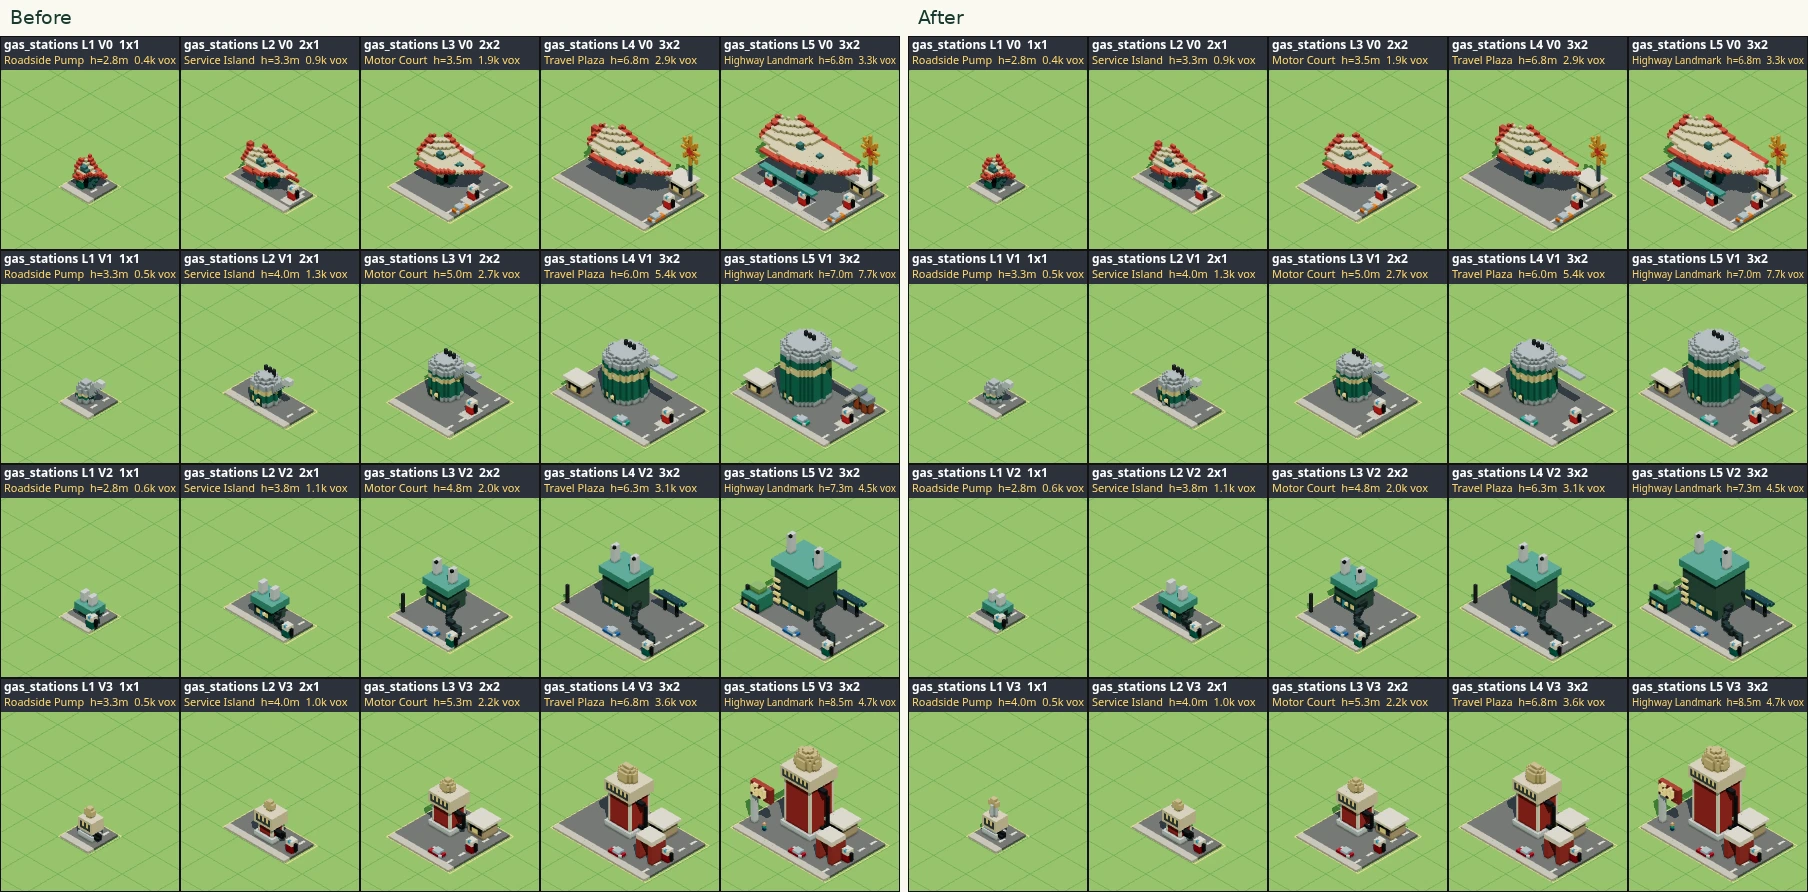 Before
After
gas_stations L1 V0 1x1
Roadside Pump h=2.8m 0.4k vox
gas_stations L2 V0 2x1
Service Island h=3.3m 0.9k vox
gas_stations L3 V0 2x2
Motor Court h=3.5m 1.9k vox
gas_stations L4 V0 3x2
Travel Plaza h=6.8m 2.9k vox
gas_stations L5 V0 3x2
Highway Landmark h=6.8m 3.3k vox
gas_stations L1 V0 1x1
Roadside Pump h=2.8m 0.4k vox
gas_stations L2 V0 2x1
Service Island h=3.3m 0.9k vox
gas_stations L3 V0 2x2
Motor Court h=3.5m 1.9k vox
gas_stations L4 V0 3x2
Travel Plaza h=6.8m 2.9k vox
gas_stations L5 V0 3x2
Highway Landmark h=6.8m 3.3k vox
gas_stations L1 V1 1x1
Roadside Pump h=3.3m 0.5k vox
gas_stations L2 V1 2x1
Service Island h=4.0m 1.3k vox
gas_stations L3 V1 2x2
Motor Court h=5.0m 2.7k vox
gas_stations L4 V1 3x2
Travel Plaza h=6.0m 5.4k vox
gas_stations L5 V1 3x2
Highway Landmark h=7.0m 7.7k vox
gas_stations L1 V1 1x1
Roadside Pump h=3.3m 0.5k vox
gas_stations L2 V1 2x1
Service Island h=4.0m 1.3k vox
gas_stations L3 V1 2x2
Motor Court h=5.0m 2.7k vox
gas_stations L4 V1 3x2
Travel Plaza h=6.0m 5.4k vox
gas_stations L5 V1 3x2
Highway Landmark h=7.0m 7.7k vox
gas_stations L1 V2 1x1
Roadside Pump h=2.8m 0.6k vox
gas_stations L2 V2 2x1
Service Island h=3.8m 1.1k vox
gas_stations L3 V2 2x2
Motor Court h=4.8m 2.0k vox
gas_stations L4 V2 3x2
Travel Plaza h=6.3m 3.1k vox
gas_stations L5 V2 3x2
Highway Landmark h=7.3m 4.5k vox
gas_stations L1 V2 1x1
Roadside Pump h=2.8m 0.6k vox
gas_stations L2 V2 2x1
Service Island h=3.8m 1.1k vox
gas_stations L3 V2 2x2
Motor Court h=4.8m 2.0k vox
gas_stations L4 V2 3x2
Travel Plaza h=6.3m 3.1k vox
gas_stations L5 V2 3x2
Highway Landmark h=7.3m 4.5k vox
gas_stations L1 V3 1x1
Roadside Pump h=3.3m 0.5k vox
gas_stations L2 V3 2x1
Service Island h=4.0m 1.0k vox
gas_stations L3 V3 2x2
Motor Court h=5.3m 2.2k vox
gas_stations L4 V3 3x2
Travel Plaza h=6.8m 3.6k vox
gas_stations L5 V3 3x2
Highway Landmark h=8.5m 4.7k vox
gas_stations L1 V3 1x1
Roadside Pump h=4.0m 0.5k vox
gas_stations L2 V3 2x1
Service Island h=4.0m 1.0k vox
gas_stations L3 V3 2x2
Motor Court h=5.3m 2.2k vox
gas_stations L4 V3 3x2
Travel Plaza h=6.8m 3.6k vox
gas_stations L5 V3 3x2
Highway Landmark h=8.5m 4.7k vox